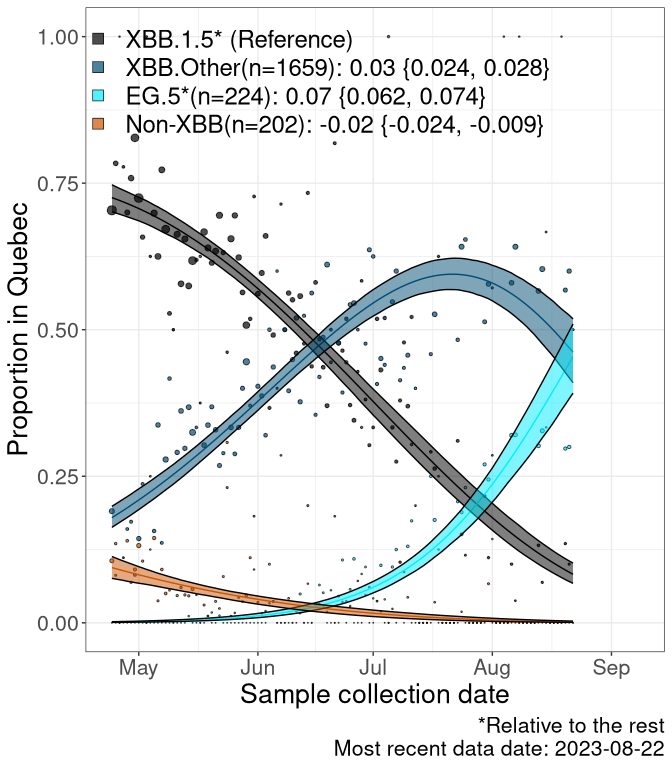 XBB.1.5* (Reference)
XBB.Other(n=1659): 0.03 {0.024, 0.028}
EG.5*(n=224): 0.07 {0.062, 0.074}
Non-XBB(n=202): -0.02 {-0.024, -0.009}
1.00
0.75
0.50
0.25
0.00
Proportion in Quebec
May Jun Jul Aug Sep
Sample collection date
*Relative to the rest
Most recent data date: 2023-08-22